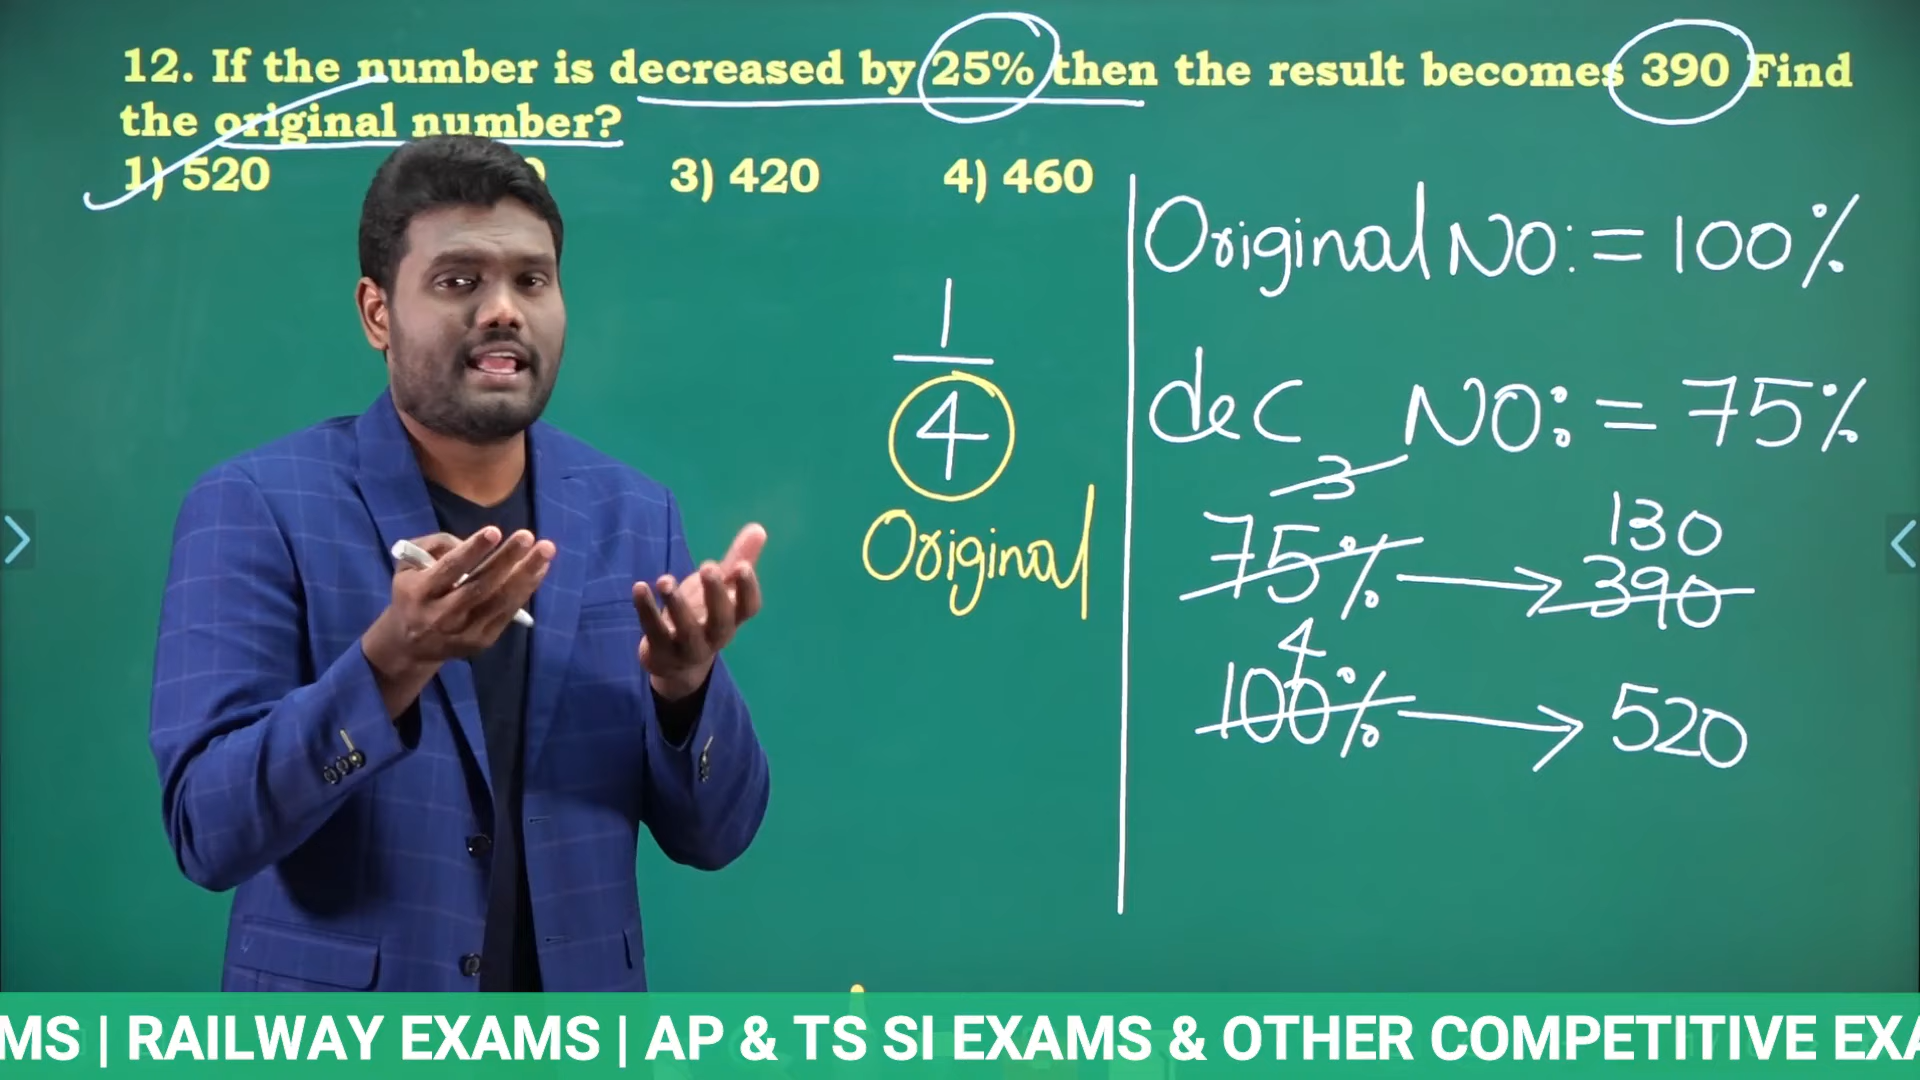 12. If the number is decreased by 25% then the result becomes 390 Find
the original number?
1) 520
3) 420 4) 460
1
4
Original
Original NO: = 100%
dec NO: = 75%
3
75% → 390
130
4
100% → 520
MS | RAILWAY EXAMS | AP & TS SI EXAMS & OTHER COMPETITIVE EXA